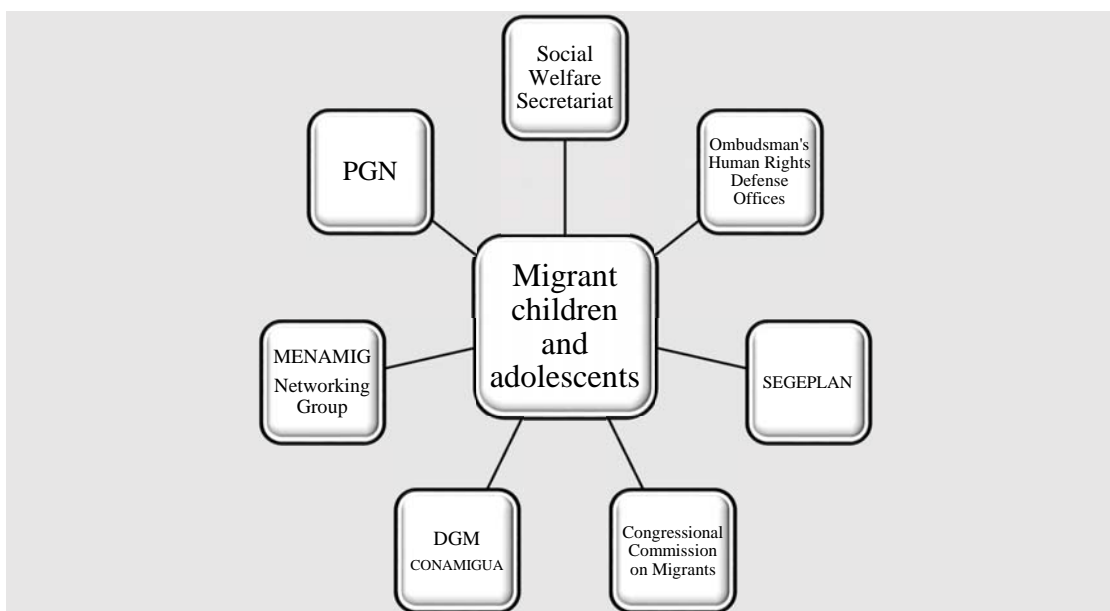 Social
Welfare
Secretariat
PGN
Ombudsman's
Human Rights
Defense
Offices
Migrant
children
and
adolescents
MENAMIG
Networking
Group
SEGEPLAN
DGM
CONAMIGUA
Congressional
Commission
on Migrants